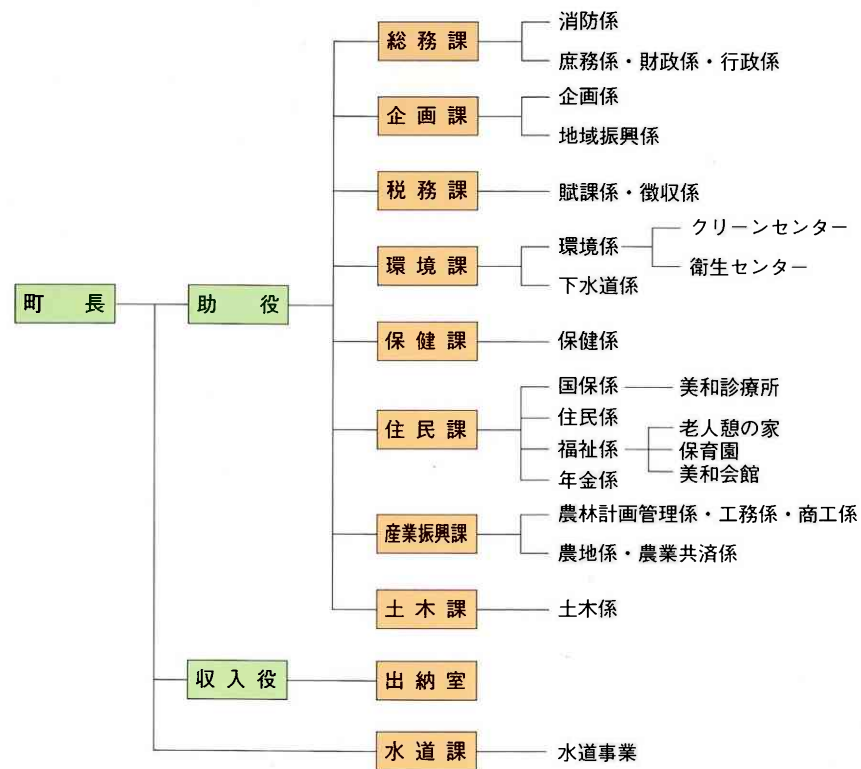 町長
助役
総務課
消防係
庶務係・財政係・行政係
企画課
企画係
地域振興係
税務課
賦課係・徴収係
環境課
環境係
クリーンセンター
衛生センター
下水道係
保健課
保健係
住民課
国保係
美和診療所
住民係
福祉係
老人憩の家
保育園
美和会館
年金係
産業振興課
農林計画管理係・工務係・商工係
農地係・農業共済係
土木課
土木係
収入役
出納室
水道課
水道事業